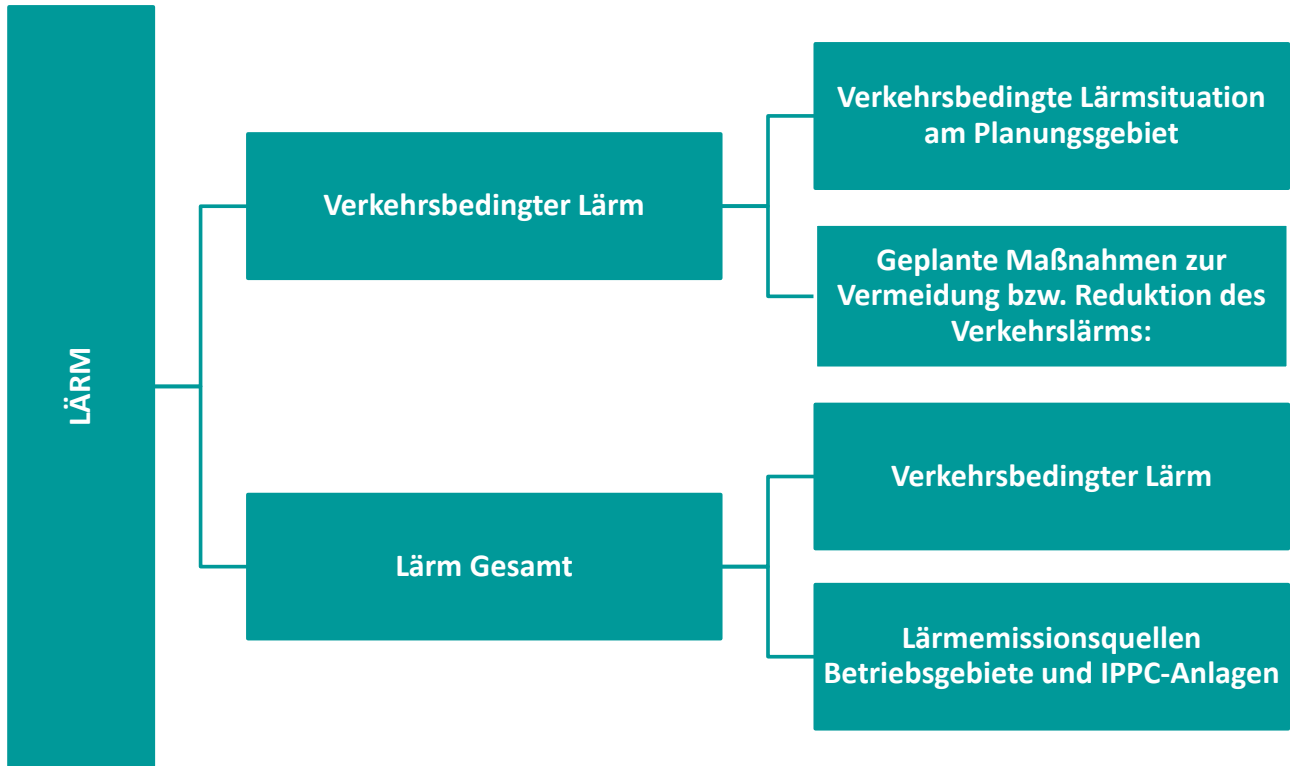 LÄRM
Verkehrsbedingter Lärm
Verkehrsbedingte Lärmsituation
am Planungsgebiet
Geplante Maßnahmen zur
Vermeidung bzw. Reduktion des
Verkehrslärms:
Lärm Gesamt
Verkehrsbedingter Lärm
Lärmemissionsquellen
Betriebsgebiete und IPPC-Anlagen